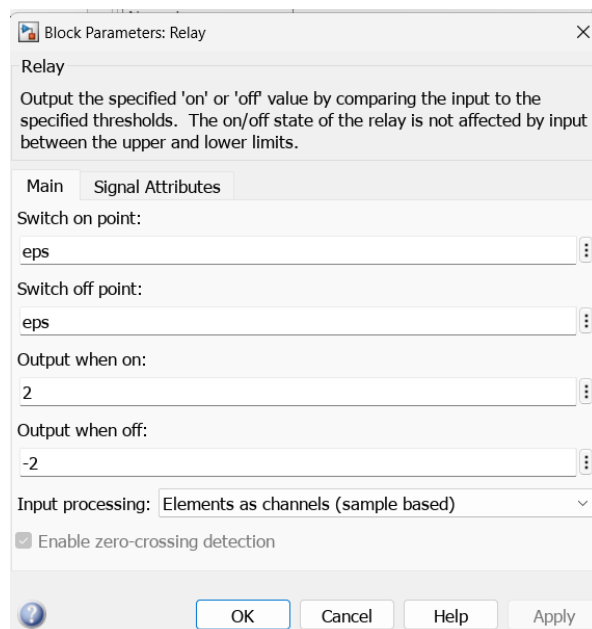 Block Parameters: Relay
Relay
Output the specified 'on' or 'off' value by comparing the input to the
specified thresholds. The on/off state of the relay is not affected by input
between the upper and lower limits.
Main Signal Attributes
Switch on point:
eps
Switch off point:
eps
Output when on:
2
Output when off:
-2
Input processing: Elements as channels (sample based)
Enable zero-crossing detection
? OK Cancel Help Apply